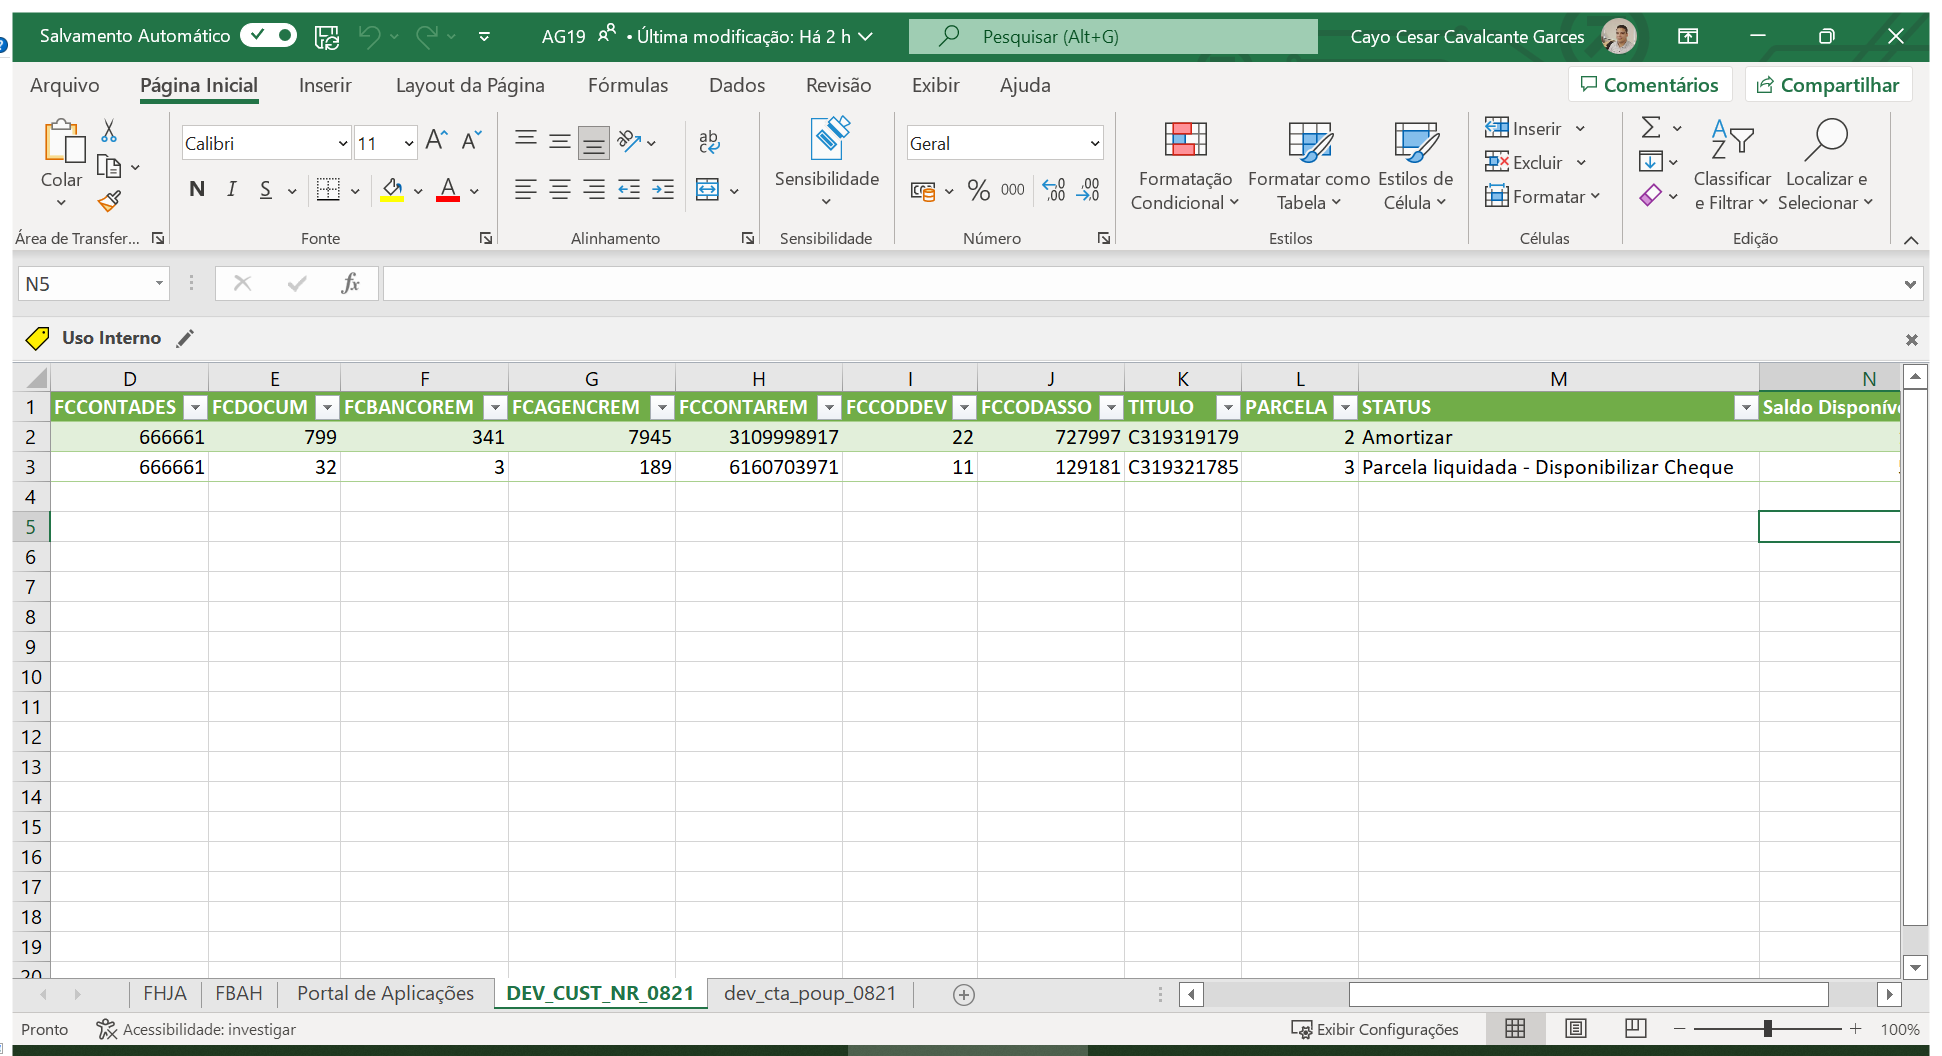 Salvamento Automático
AG19 • Última modificação: Há 2 h
Pesquisar (Alt+G)
Cayo Cesar Cavalcante Garces
Arquivo Página Inicial Inserir Layout da Página Fórmulas Dados Revisão Exibir Ajuda
Comentários Compartilhar
Colar
Área de Transfer...
Calibri 11
N I S
Fonte
ab
Alinhamento
Sensibilidade
Sensibilidade
Geral
% 000 ,00 ,00
Número
Formatação Condicional
Formatar como Tabela
Estilos de Célula
Estilos
Inserir
Excluir
Formatar
Células
Classificar e Filtrar
Localizar e Selecionar
Edição
N5 fx
Uso Interno
D E F G H I J K L M N
1 FCCONTADES FCDOCUM FCBANCOREM FCAGENCREM FCCONTAREM FCCODDEV FCCODASSO TITULO PARCELA STATUS Saldo
2 666661 799 341 7945 3109998917 22 727997 C319319179 2 Amortizar
3 666661 32 3 189 6160703971 11 129181 C319321785 3 Parcela liquidada - Disponibilizar Cheque
4
5
6
7
8
9
10
11
12
13
14
15
16
17
18
19
20
FHJA FBAH Portal de Aplicações DEV_CUST_NR_0821 dev_cta_poup_0821
Pronto Acessibilidade: investigar Exibir Configurações 100%